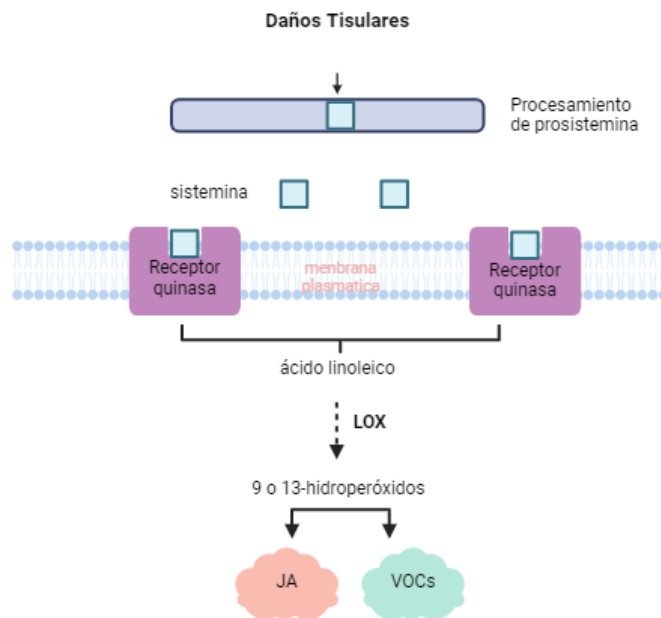 Daños Tisulares
Procesamiento
de prosistemina
sistemina
Receptor
quinasa
menbrana
plasmatica
Receptor
quinasa
ácido linoleico
LOX
9 o 13-hidroperóxidos
JA
VOCs